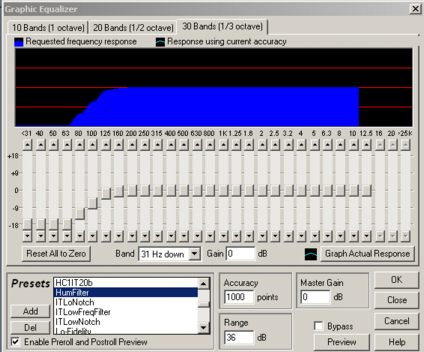 Graphic Equalizer
10 Bands (1 octave) 20 Bands (1/2 octave) 30 Bands (1/3 octave)
Requested frequency response Response using current accuracy
<31 40 50 63 80 100 125 160 200 250 315 400 500 630 800 1K 1.25 1.6 2 2.5 3.2 4 5 6.3 8 10 12.5 16 20 >25K
+18
+9
0
-9
-18
Reset All to Zero Band 31 Hz down Gain 0 dB Graph Actual Response
Presets
HC1IT20b
HumFilter
ITLoNotch
ITLowFreqFilter
ITLowNotch
Lo-Fidelity
Add
Del
Enable Preroll and Postroll Preview
Accuracy
1000 points
Range
36 dB
Master Gain
0 dB
Bypass
Preview
OK
Close
Cancel
Help